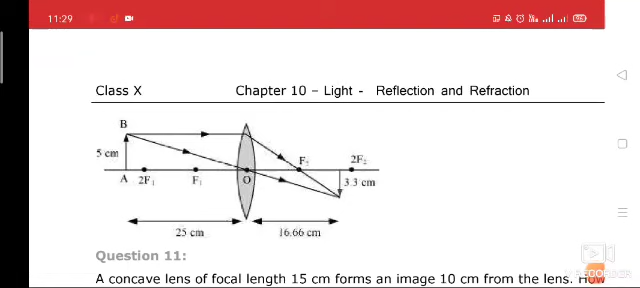 11:29
Class X Chapter 10 – Light - Reflection and Refraction
B
5 cm
A 2F₁ F₁ O F₂ 2F₂
3.3 cm
25 cm 16.66 cm
Question 11:
A concave lens of focal length 15 cm forms an image 10 cm from the lens. How
RECORDER